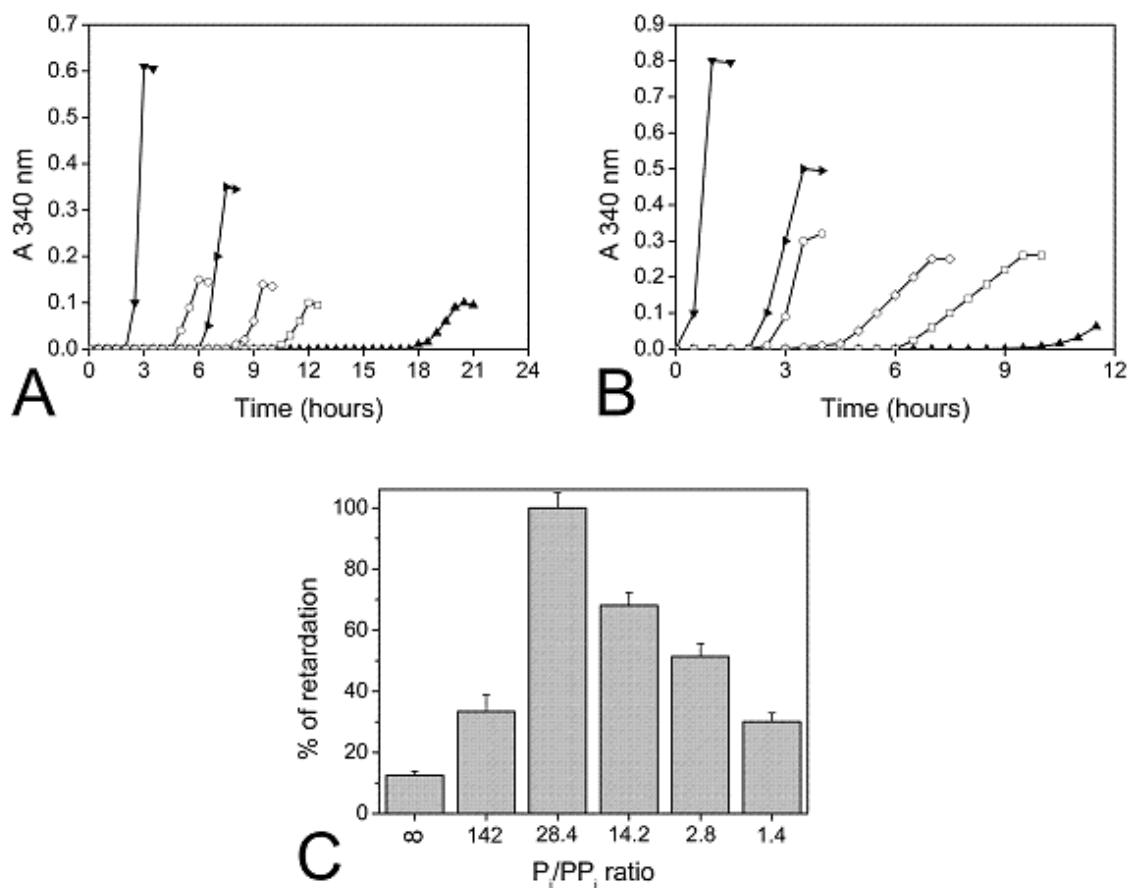 0.7
0.6
0.5
0.4
0.3
0.2
0.1
0.0
A 340 nm
0 3 6 9 12 15 18 21 24
Time (hours)
A
0.9
0.8
0.7
0.6
0.5
0.4
0.3
0.2
0.1
0.0
A 340 nm
0 3 6 9 12
Time (hours)
B
100
80
60
40
20
0
% of retardation
∞ 142 28.4 14.2 2.8 1.4
Pi/PPi ratio
C